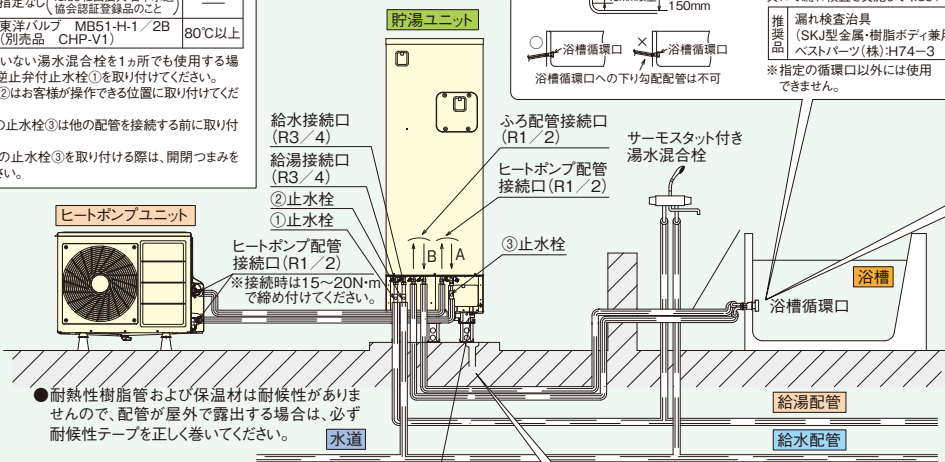 指定なし(
協会認証登録品のこと)
――
東洋バルブ MB51-H-1/2B
(別売品 CHP-V1)
80℃以上
いない湯水混合栓を1ヵ所でも使用する場
逆止弁付止水栓①を取り付けてください。
②はお客様が操作できる位置に取り付けてくだ
の止水栓③は他の配管を接続する前に取り付
の止水栓③を取り付ける際は、開閉つまみを
さい。
貯湯ユニット
150mm
○
浴槽循環口
×
浴槽循環口
浴槽循環口への下り勾配配管は不可
推奨品
漏れ検査治具
(SKJ型金属・樹脂ボディ兼用
ベストパーツ(株):H74-3
※指定の循環口以外には使用
できません。
給水接続口
(R3/4)
給湯接続口
(R3/4)
②止水栓
①止水栓
ふろ配管接続口
(R1/2)
ヒートポンプ配管
接続口(R1/2)
サーモスタット付き
湯水混合栓
ヒートポンプユニット
ヒートポンプ配管
接続口(R1/2)
※接続時は15~20N・m
で締め付けてください。
B
A
③止水栓
浴槽
浴槽循環口
●耐熱性樹脂管および保温材は耐候性がありま
せんので、配管が屋外で露出する場合は、必ず
耐候性テープを正しく巻いてください。
水道
給湯配管
給水配管